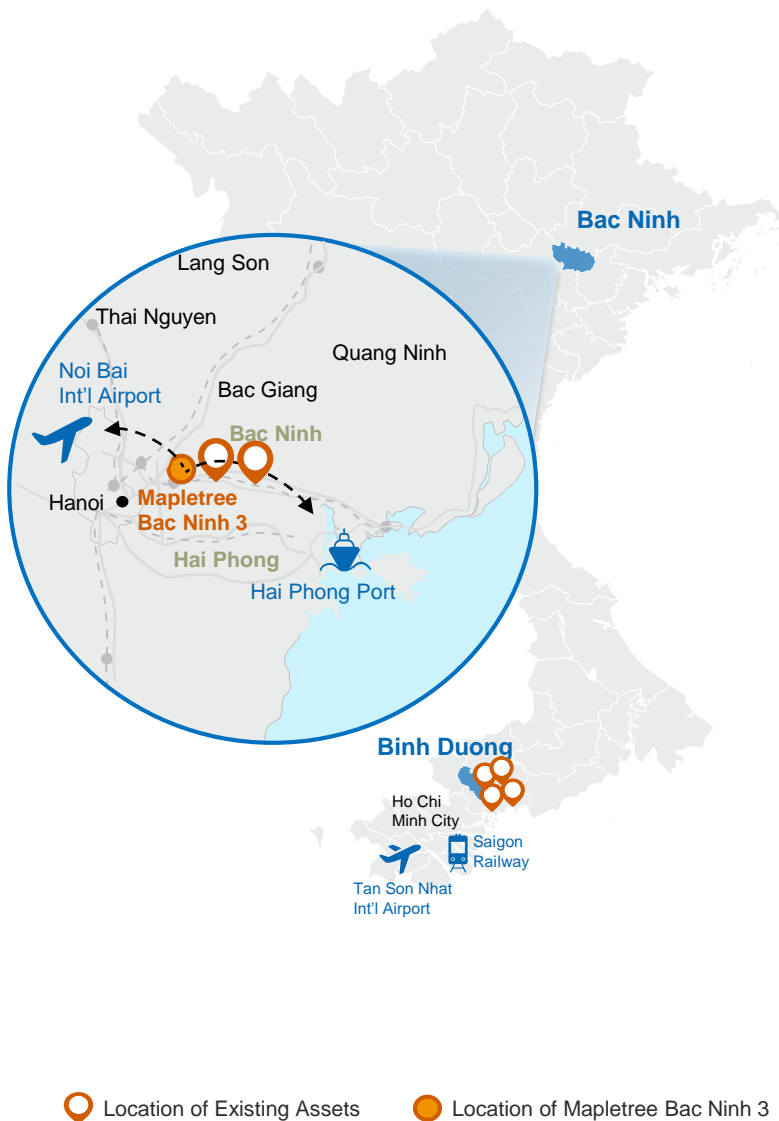 Bac Ninh
Lang Son
Thai Nguyen
Quang Ninh
Noi Bai
Int'l Airport
Bac Giang
Bac Ninh
Hanoi
Mapletree
Bac Ninh 3
Hai Phong
Hai Phong Port
Binh Duong
Ho Chi
Minh City
Saigon
Railway
Tan Son Nhat
Int'l Airport
Location of Existing Assets
Location of Mapletree Bac Ninh 3